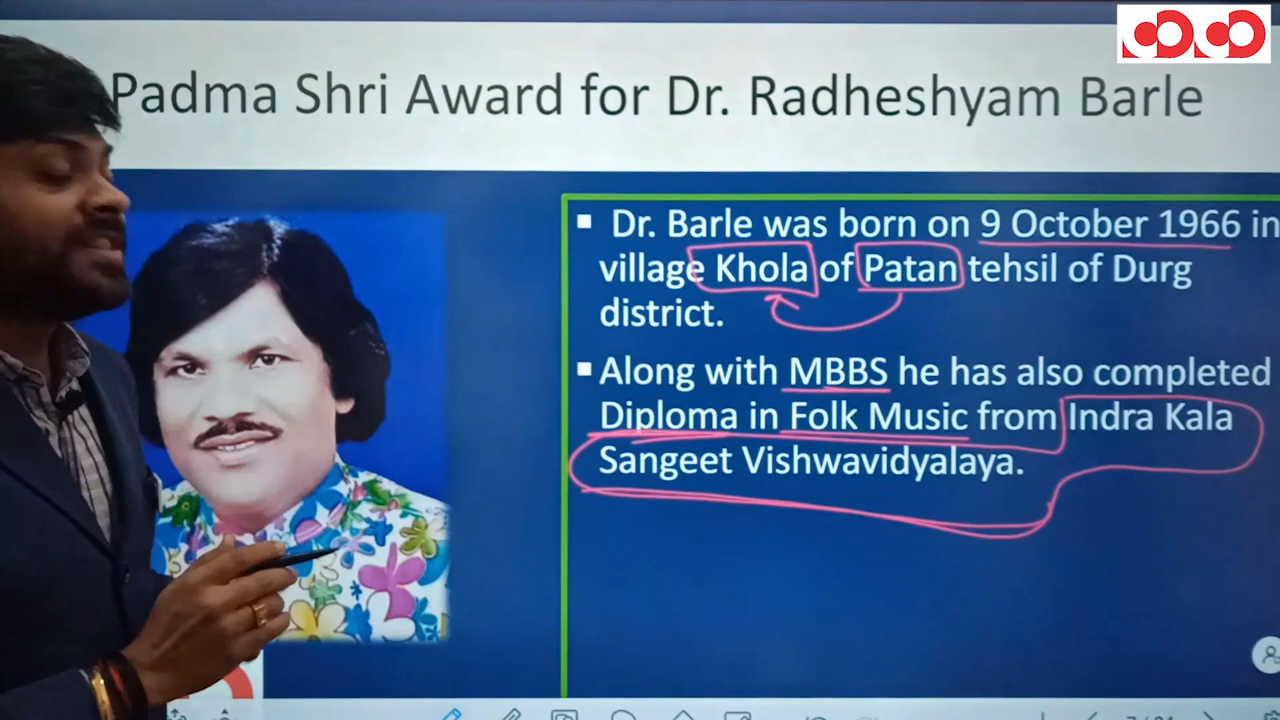 Padma Shri Award for Dr. Radheshyam Barle
▪ Dr. Barle was born on 9 October 1966 in
village Khola of Patan tehsil of Durg
district.
▪ Along with MBBS he has also completed
Diploma in Folk Music from Indra Kala
Sangeet Vishwavidyalaya.